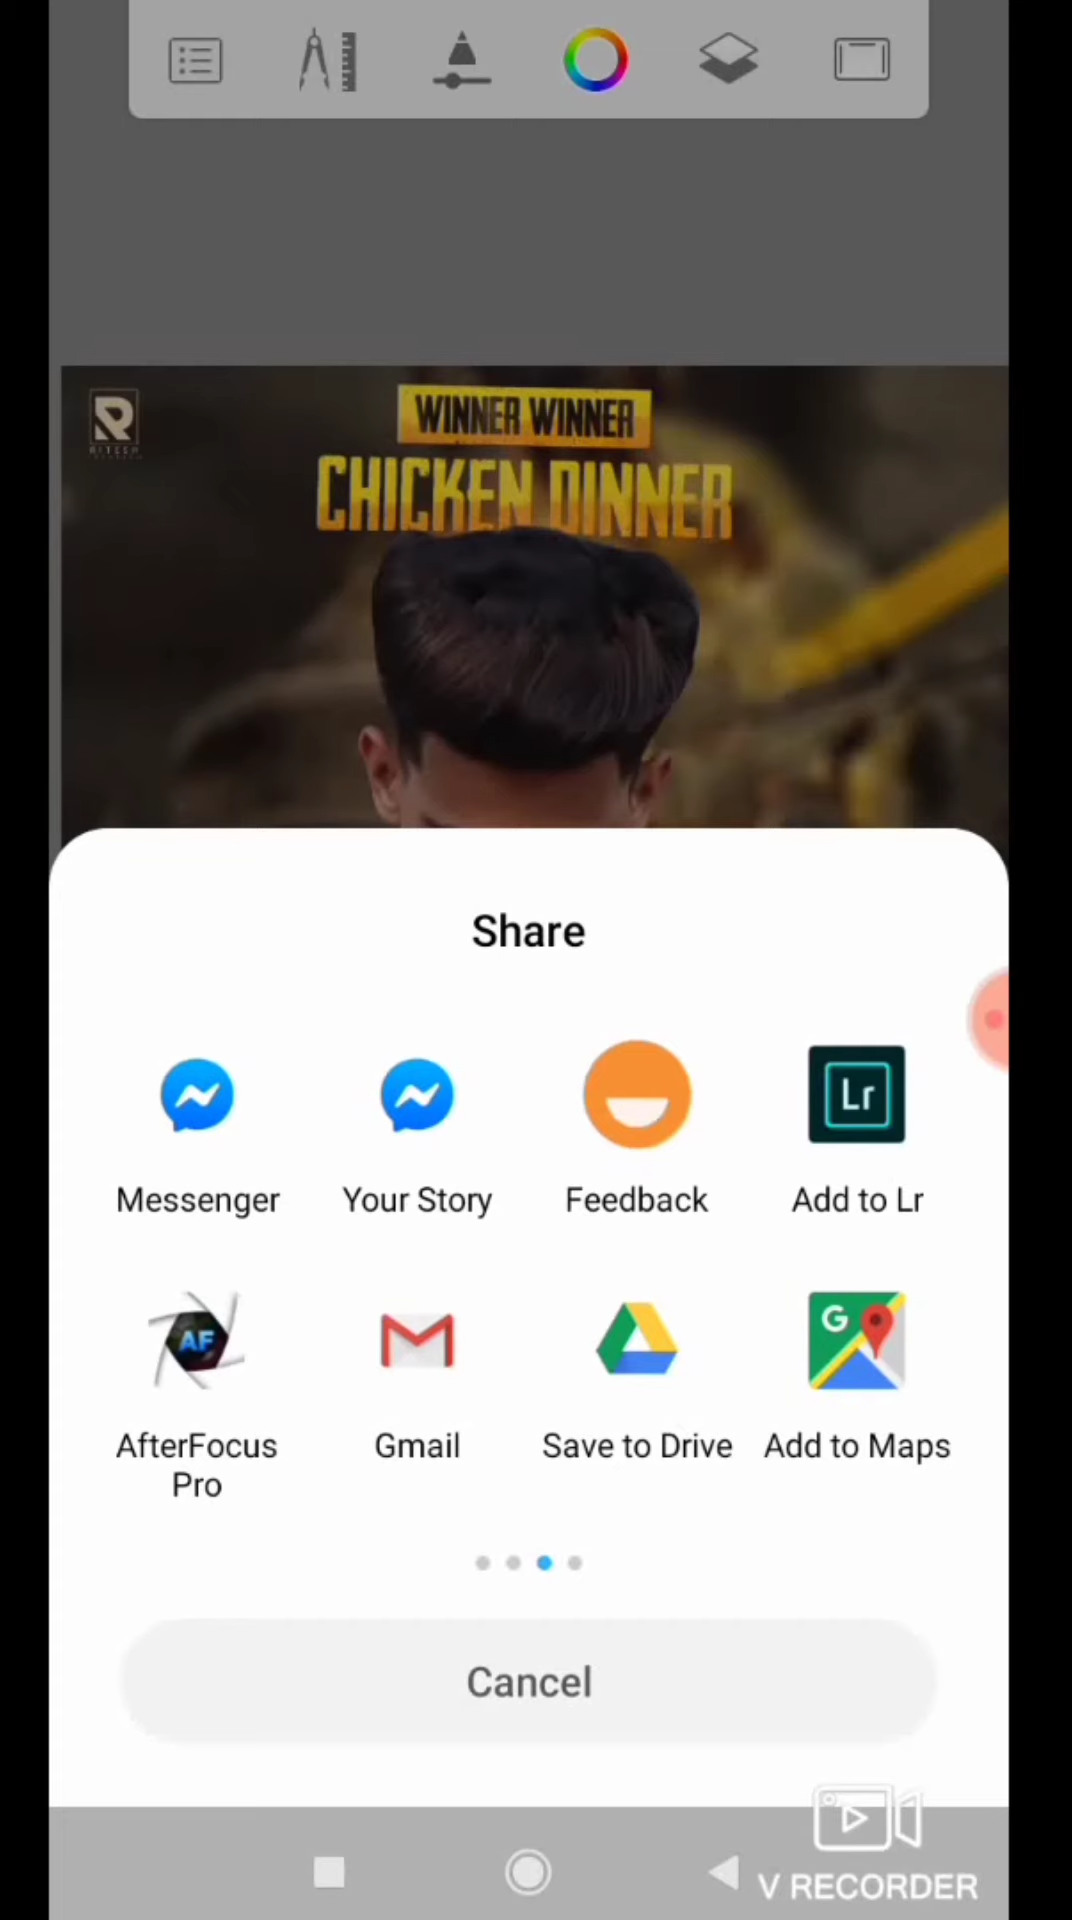 R
RITESH
WINNER WINNER
CHICKEN DINNER
Share
Messenger
Your Story
Feedback
Lr
Add to Lr
AF
AfterFocus
Pro
Gmail
Save to Drive
G
Add to Maps
Cancel
V RECORDER